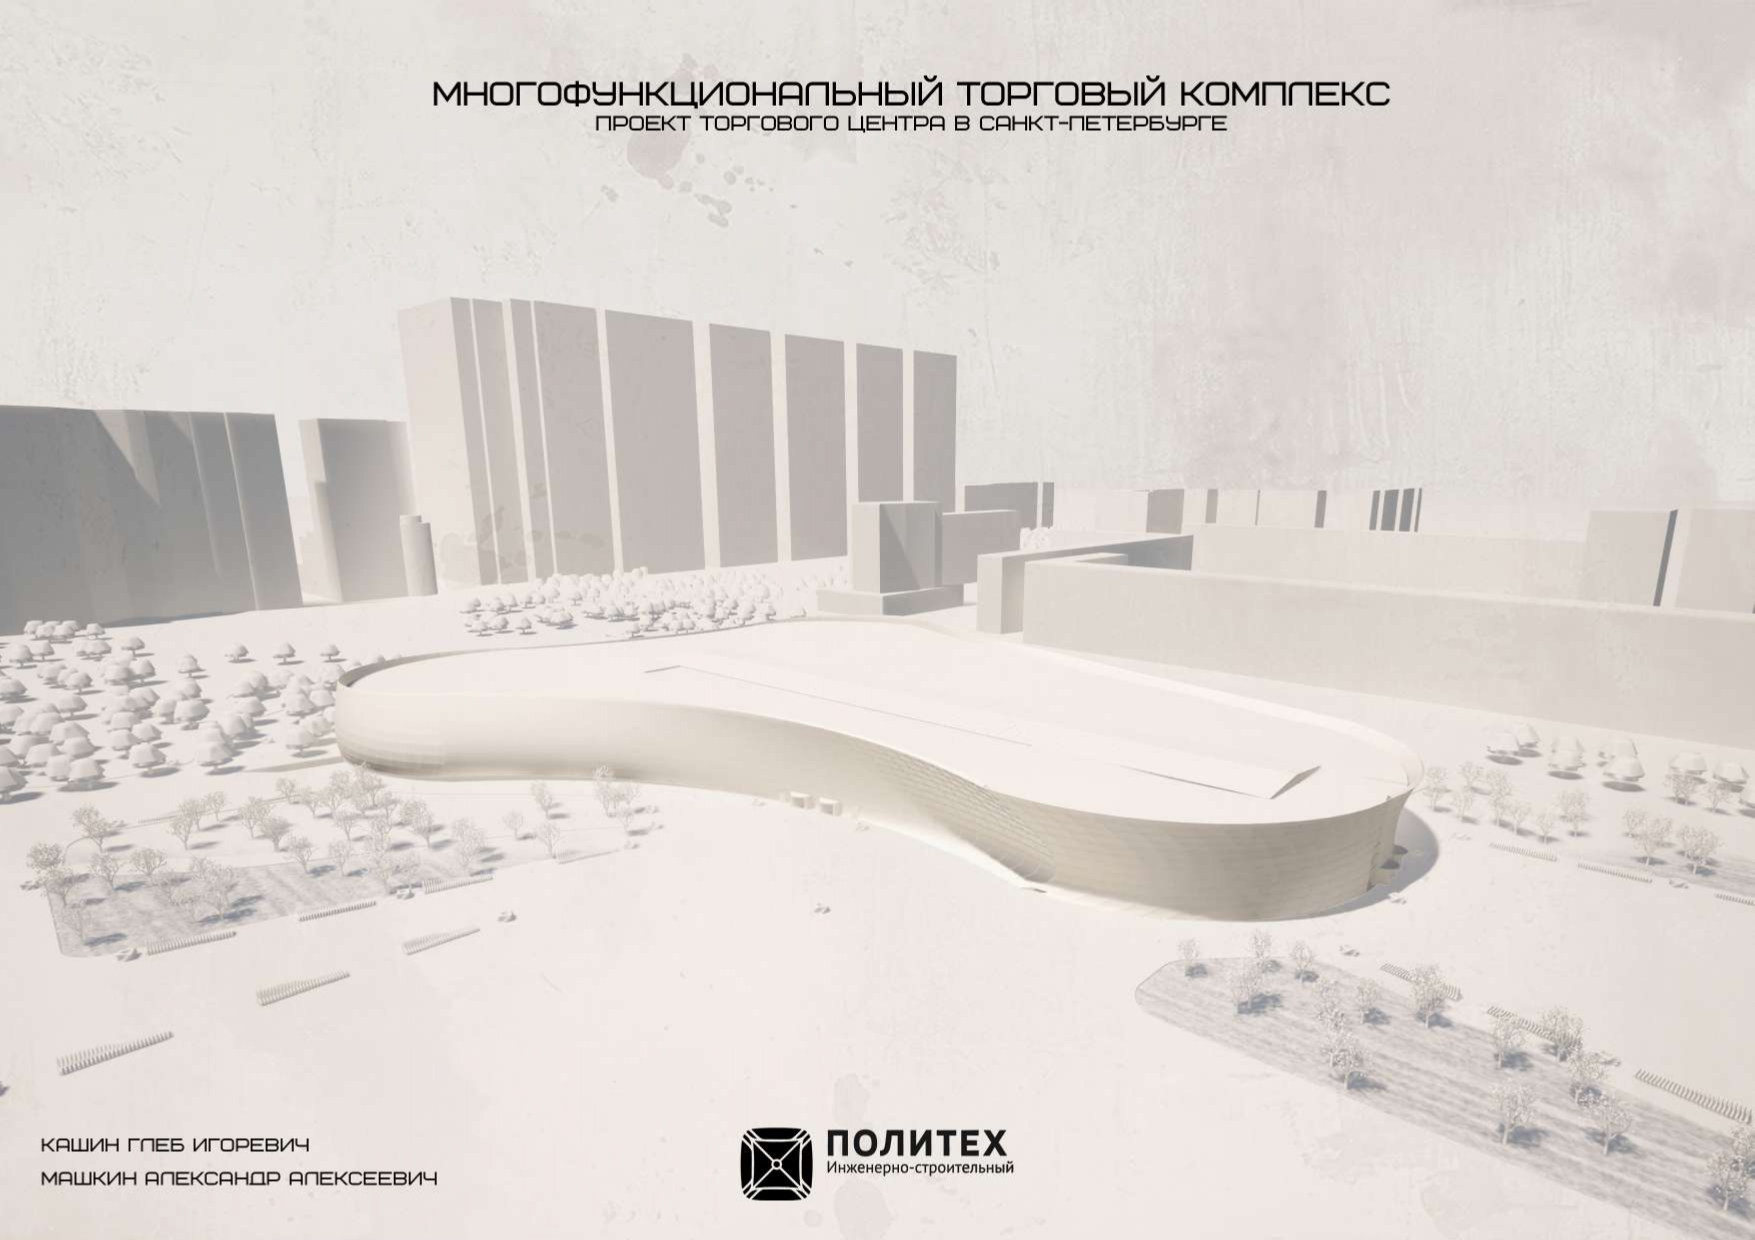 МНОГОФУНКЦИОНАЛЬНЫЙ ТОРГОВЫЙ КОМПЛЕКС
ПРОЕКТ ТОРГОВОГО ЦЕНТРА В САНКТ-ПЕТЕРБУРГЕ
КАШИН ГЛЕБ ИГОРЕВИЧ
МАШКИН АЛЕКСАНДР АЛЕКСЕЕВИЧ
ПОЛИТЕХ
Инженерно-строительный